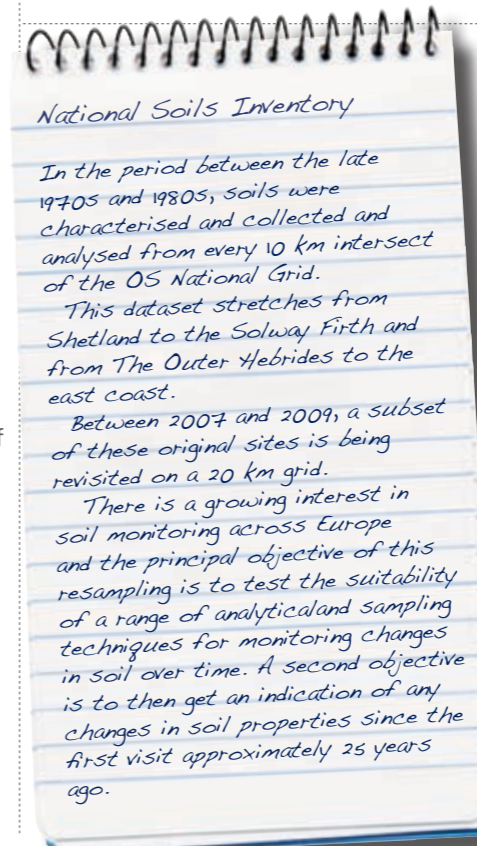 National Soils Inventory
In the period between the late
1970s and 1980s, soils were
characterised and collected and
analysed from every 10 km intersect
of the OS National Grid.
This dataset stretches from
Shetland to the Solway Firth and
from The Outer Hebrides to the
east coast.
Between 2007 and 2009, a subset
of these original sites is being
revisited on a 20 km grid.
There is a growing interest in
soil monitoring across Europe
and the principal objective of this
resampling is to test the suitability
of a range of analyticaland sampling
techniques for monitoring changes
in soil over time. A second objective
is to then get an indication of any
changes in soil properties since the
first visit approximately 25 years
ago.